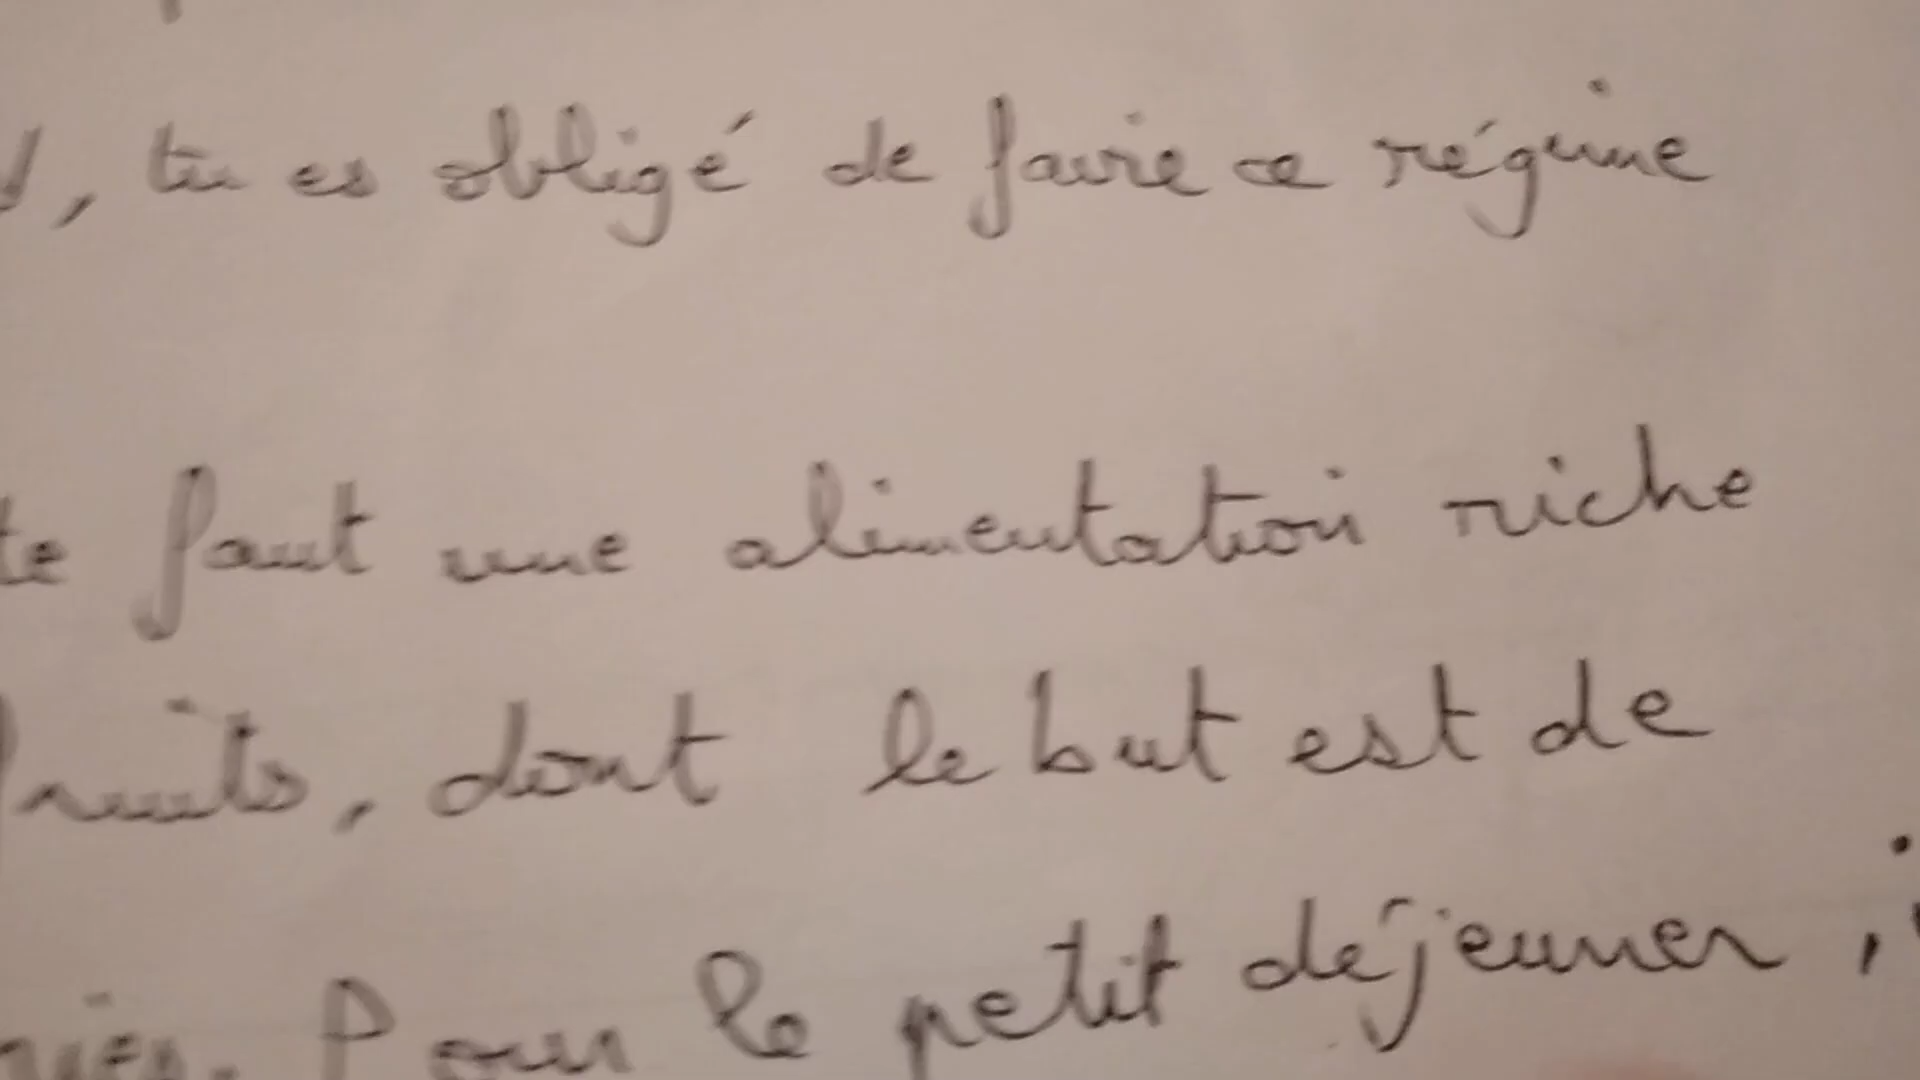 , tu es obligé de faire ce régime
te faut une alimentation riche
fruits, dont le but est de
Pour le petit déjeuner, i